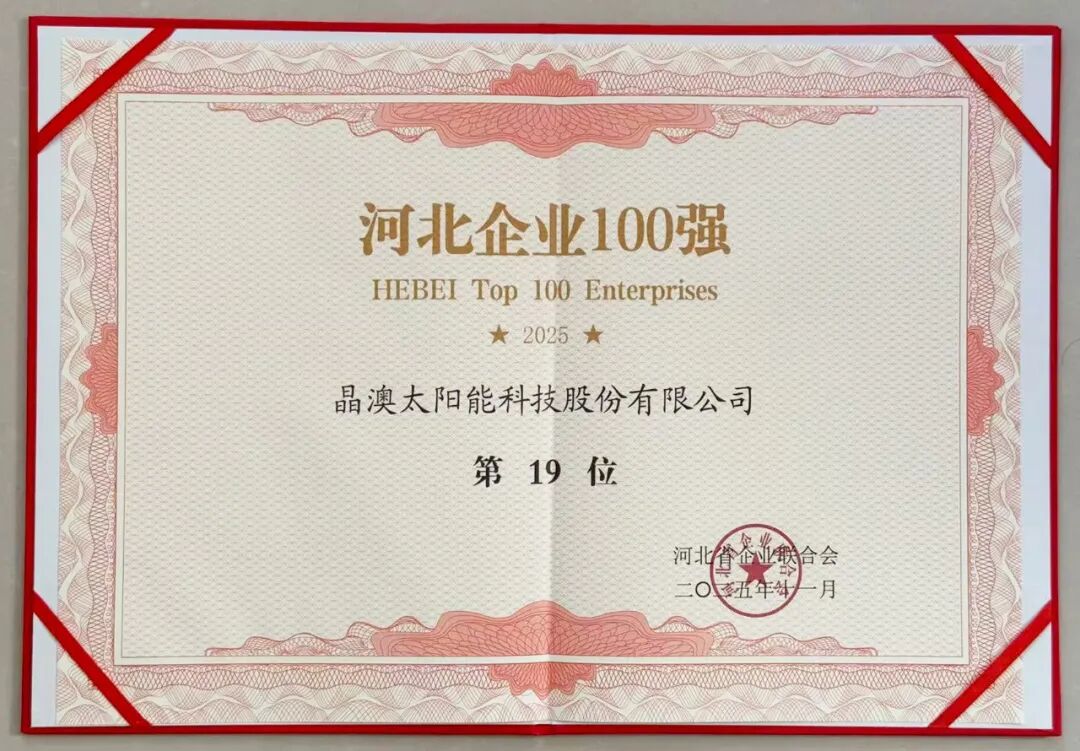 河北企业100强
HEBEI Top 100 Enterprises
★ 2025 ★
晶澳太阳能科技股份有限公司
第 19 位
河北省企业联合会
二〇二五年十一月